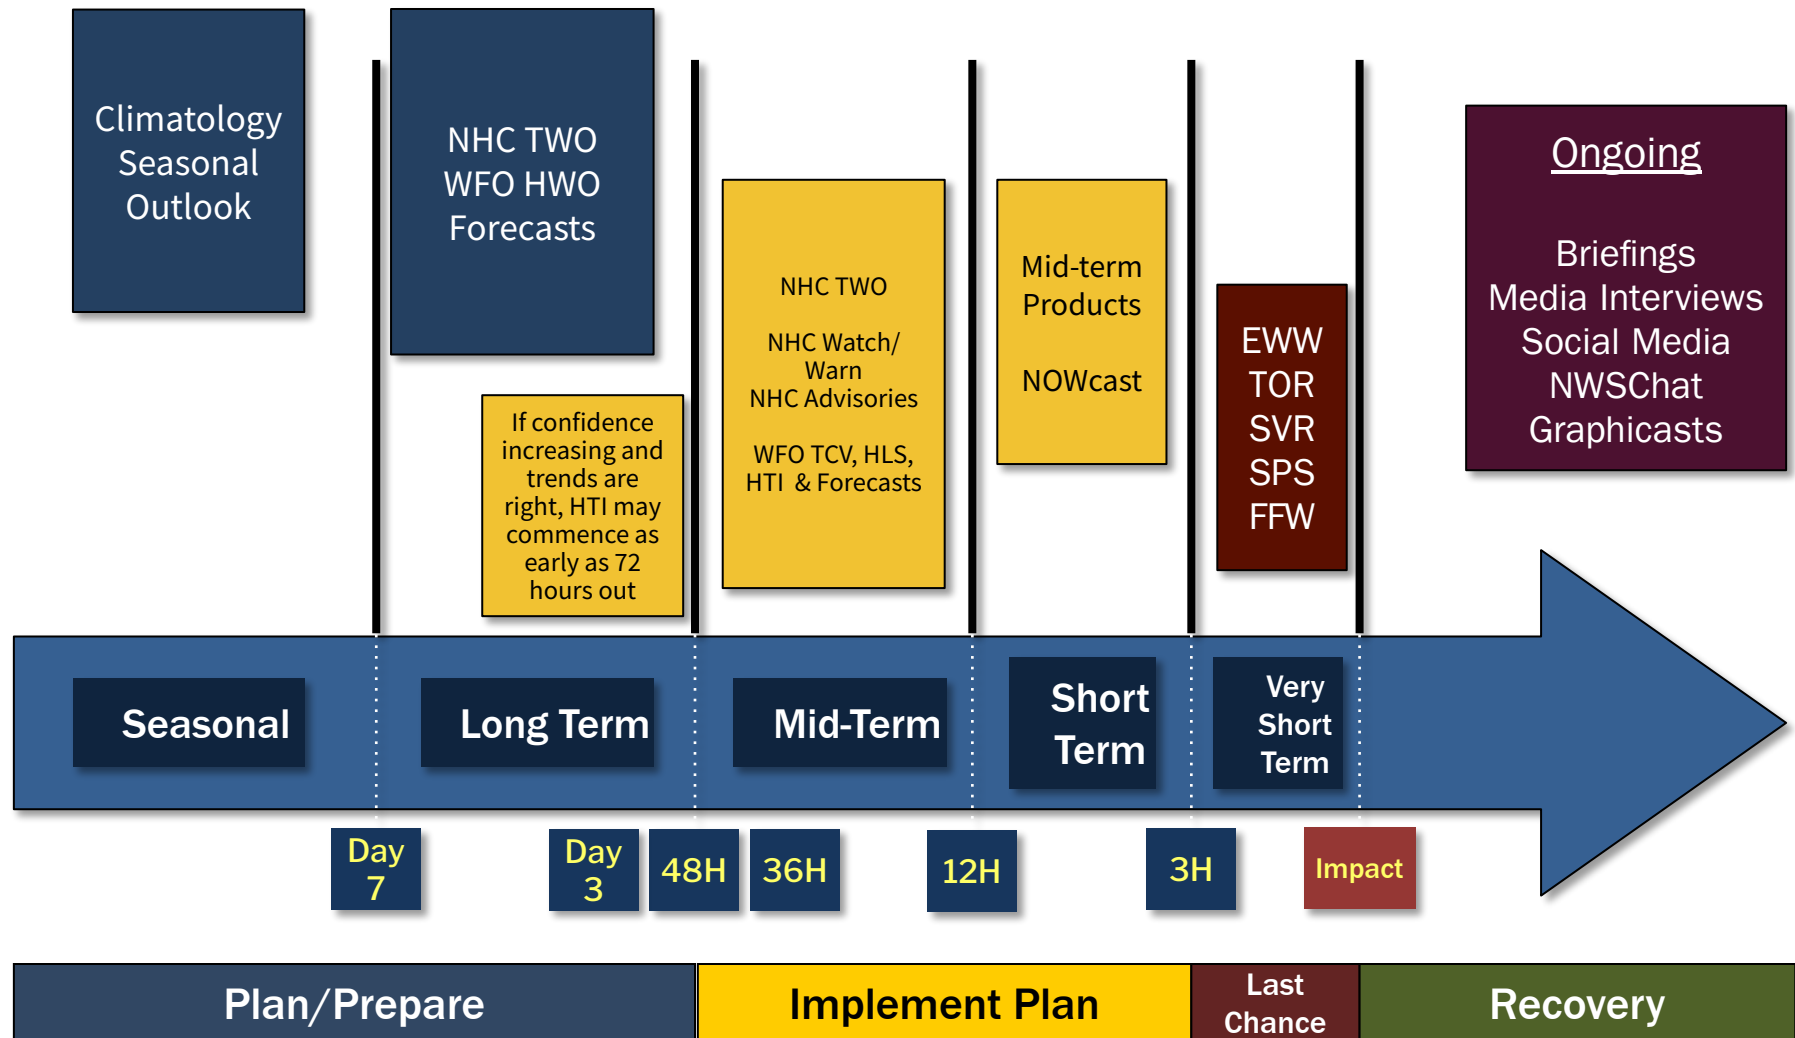 Climatology
Seasonal
Outlook
NHC TWO
WFO HWO
Forecasts
If confidence
increasing and
trends are
right, HTI may
commence as
early as 72
hours out
NHC TWO
NHC Watch/
Warn
NHC Advisories
WFO TCV, HLS,
HTI & Forecasts
Mid-term
Products
NOWcast
EWW
TOR
SVR
SPS
FFW
Ongoing
Briefings
Media Interviews
Social Media
NWSChat
Graphicasts
Seasonal
Long Term
Mid-Term
Short
Term
Very
Short
Term
Day
7
Day
3
48H
36H
12H
3H
Impact
Plan/Prepare
Implement Plan
Last
Chance
Recovery